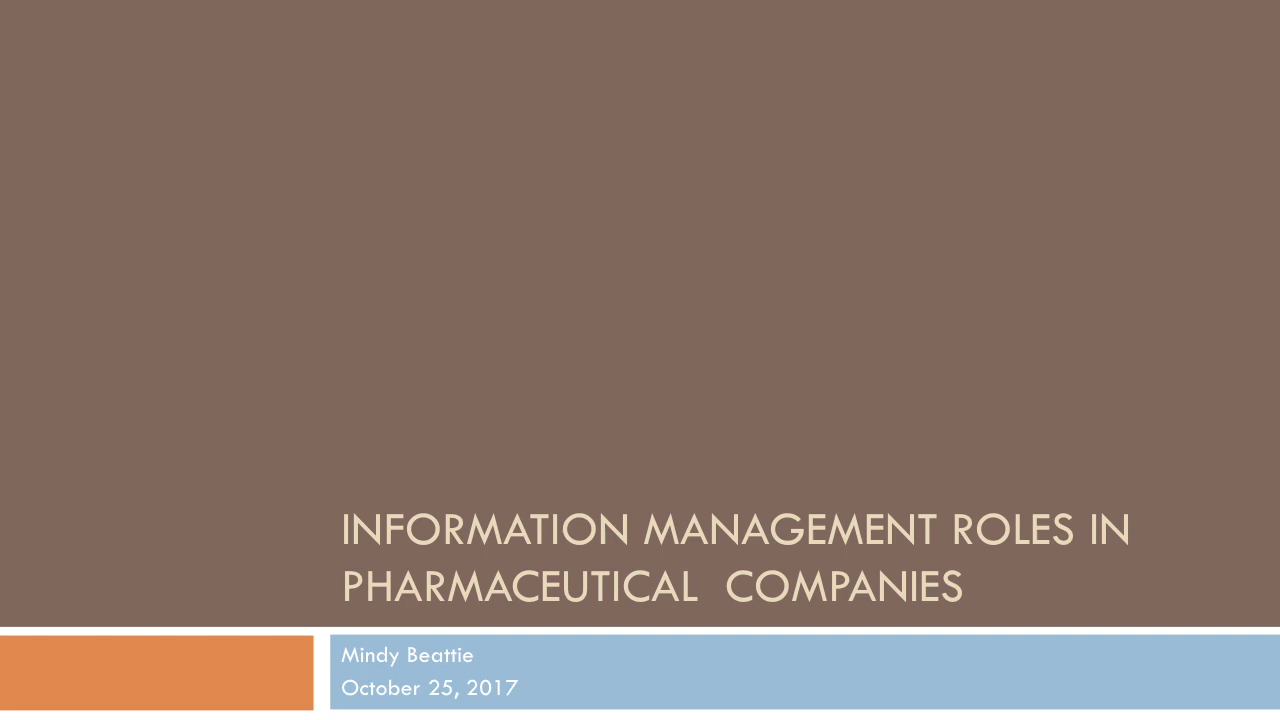 INFORMATION MANAGEMENT ROLES IN
PHARMACEUTICAL  COMPANIES
Mindy Beattie
October 25, 2017